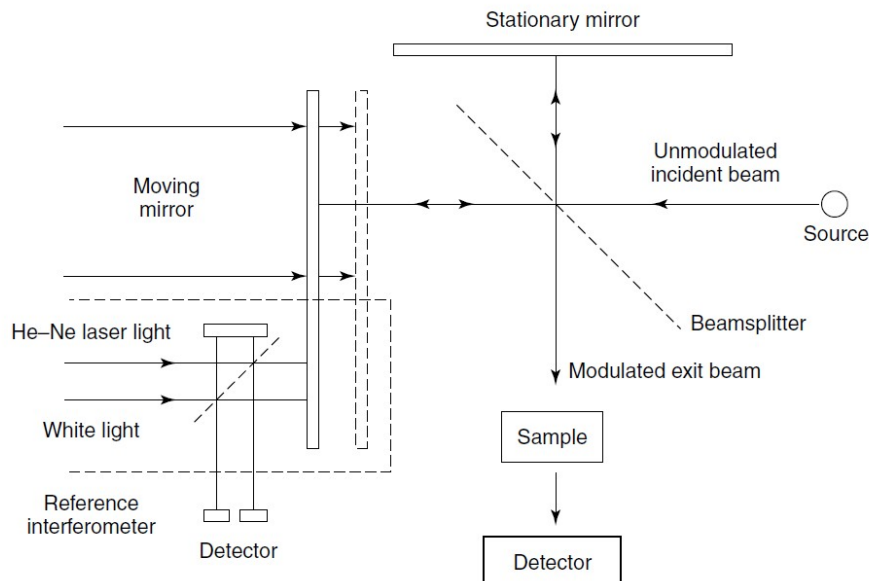 Stationary mirror
Unmodulated
incident beam
Moving
mirror
Source
Beamsplitter
He–Ne laser light
Modulated exit beam
White light
Sample
Reference
interferometer
Detector
Detector